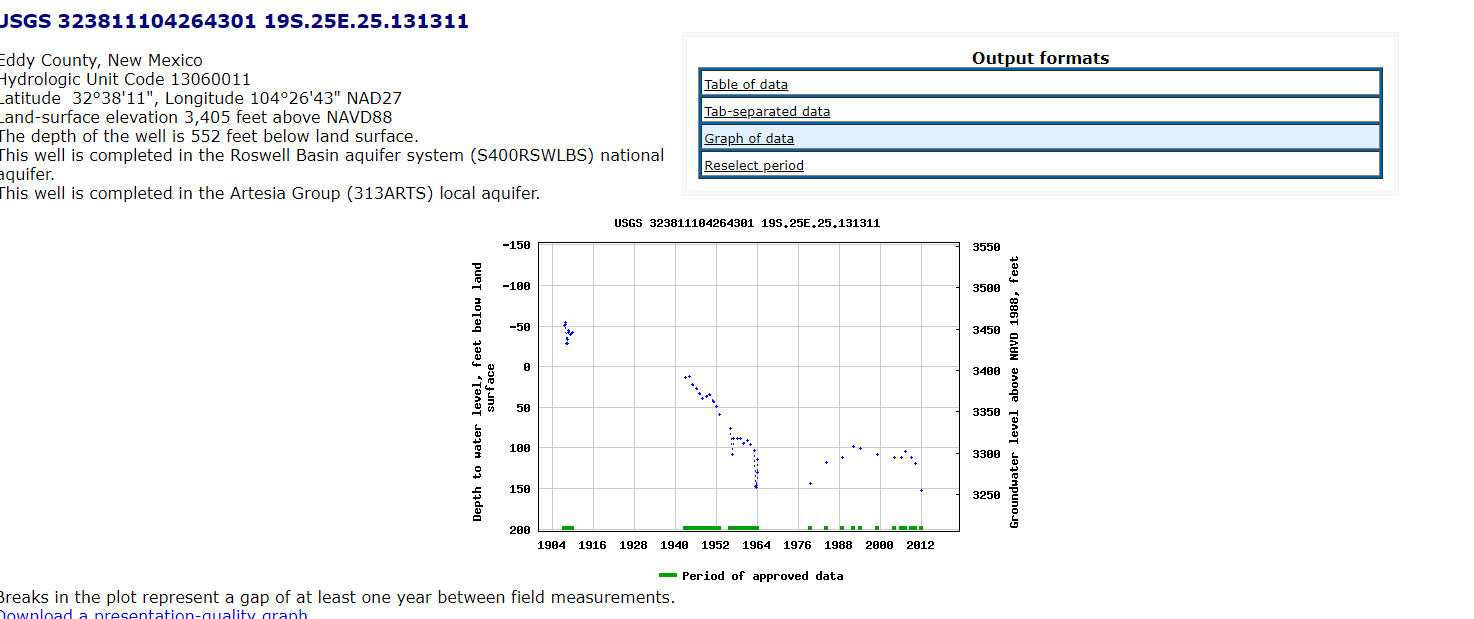 USGS 323811104264301 19S.25E.25.131311
Eddy County, New Mexico
Hydrologic Unit Code 13060011
Latitude  32°38'11", Longitude 104°26'43" NAD27
Land-surface elevation 3,405 feet above NAVD88
The depth of the well is 552 feet below land surface.
This well is completed in the Roswell Basin aquifer system (S400RSWLBS) national
aquifer.
This well is completed in the Artesia Group (313ARTS) local aquifer.
Output formats
Table of data
Tab-separated data
Graph of data
Reselect period
USGS 323811104264301 19S.25E.25.131311
Depth to water level, feet below land
surface
-150
-100
-50
0
50
100
150
200
3550
3500
3450
3400
3350
3300
3250
Groundwater level above NAVD 1988, feet
1904 1916 1928 1940 1952 1964 1976 1988 2000 2012
Period of approved data
Breaks in the plot represent a gap of at least one year between field measurements.
Download a presentation-quality graph